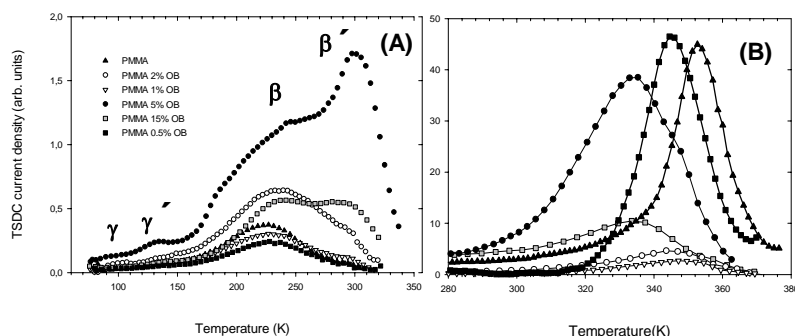 2,0
1,5
1,0
0,5
0,0
TSDC current density (arb. units)
(A)
PMMA
PMMA 2% OB
PMMA 1% OB
PMMA 5% OB
PMMA 15% OB
PMMA 0.5% OB
γ
γ
β
β
100
150
200
250
300
350
Temperature (K)
50
40
30
20
10
0
(B)
280
300
320
340
360
380
Temperature(K)